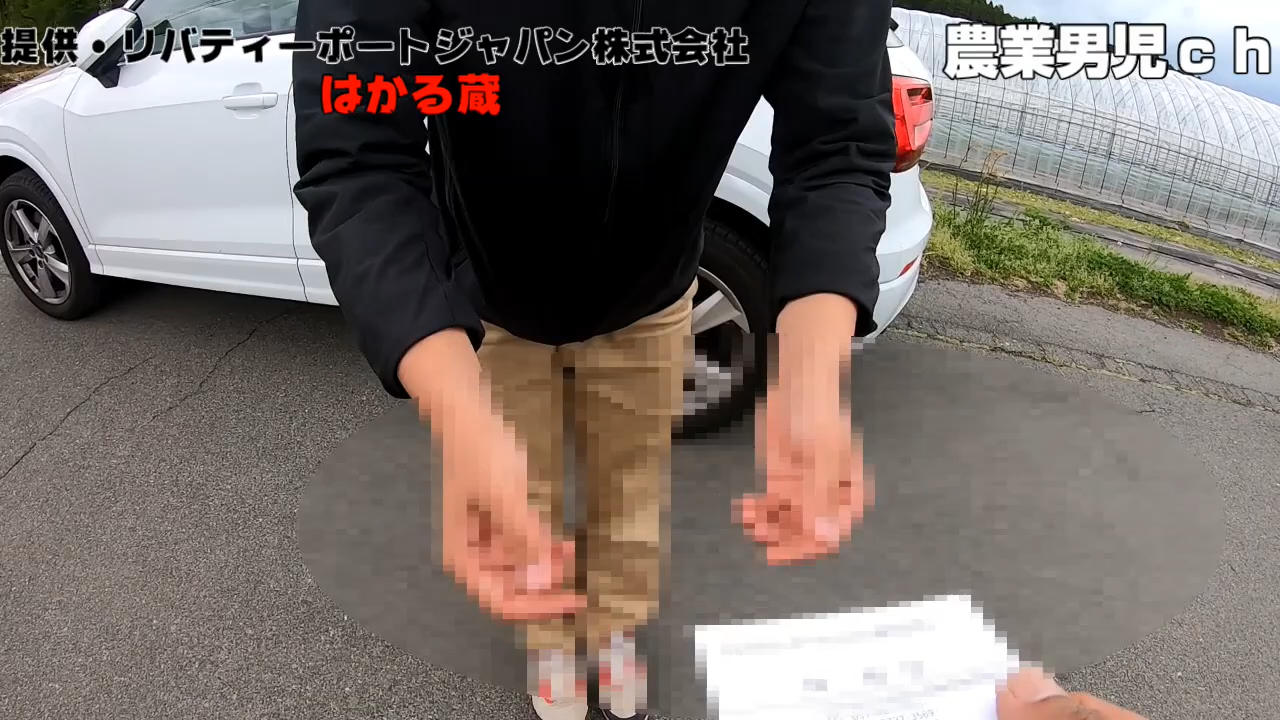 提供・リバティーポートジャパン株式会社
はかる蔵
農業男児ｃｈ